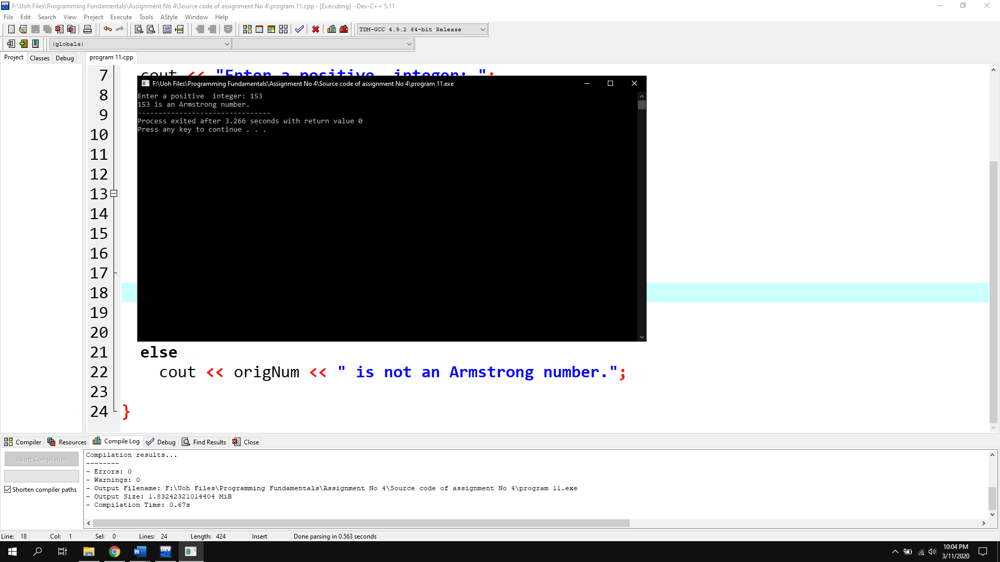 F:\Uoh Files\Programming Fundamentals\Assignment No 4\Source code of assignment No 4\program 11.cpp - [Executing] - Dev-C++ 5.11
File Edit Search View Project Execute Tools AStyle Window Help
TDM-GCC 4.9.2 64-bit Release
(globals)
Project Classes Debug program 11.cpp
7 cout << "Enter a positive  integer: ";
F:\Uoh Files\Programming Fundamentals\Assignment No 4\Source code of assignment No 4\program 11.exe
Enter a positive  integer: 153
153 is an Armstrong number.
--------------------------------
Process exited after 3.266 seconds with return value 0
Press any key to continue . . .
8
9
10
11
12
13
14
15
16
17
18
19
20
21 else
22 cout << origNum << " is not an Armstrong number.";
23
24 }
Compiler Resources Compile Log Debug Find Results Close
Abort Compilation
Shorten compiler paths
Compilation results...
--------
- Errors: 0
- Warnings: 0
- Output Filename: F:\Uoh Files\Programming Fundamentals\Assignment No 4\Source code of assignment No 4\program 11.exe
- Output Size: 1.83242321014404 MiB
- Compilation Time: 0.67s
Line: 18 Col: 1 Sel: 0 Lines: 24 Length: 424 Insert Done parsing in 0.563 seconds
DEV
10:04 PM
3/11/2020